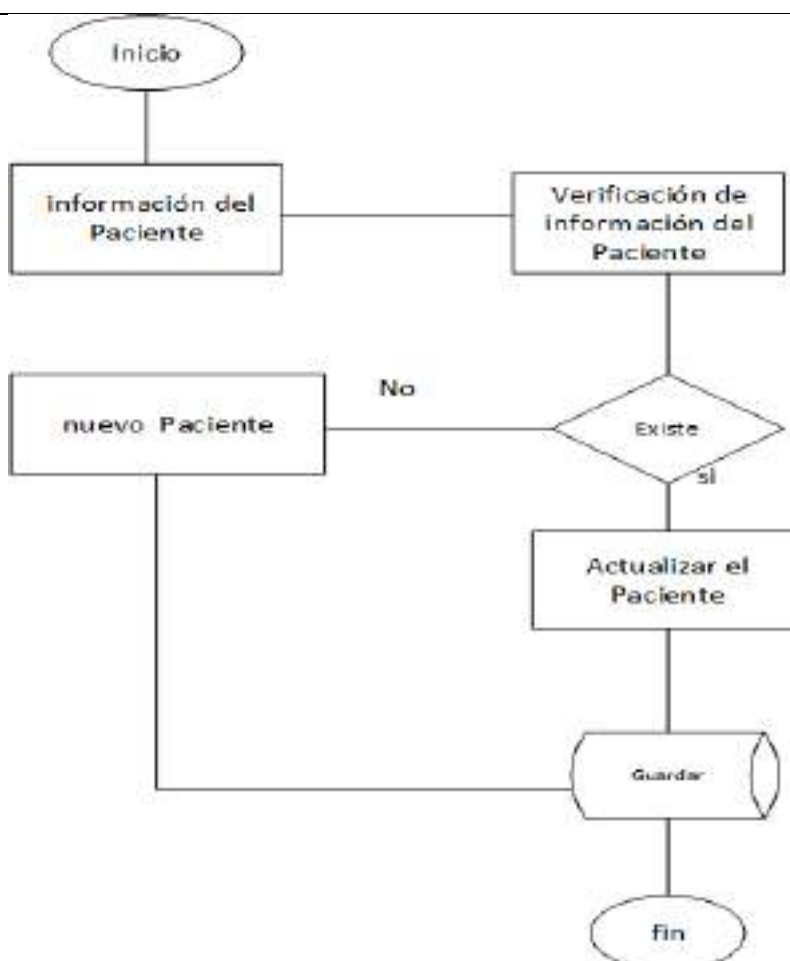 Inicio
información del
Paciente
Verificación de
información del
Paciente
No
nuevo Paciente
Existe
si
Actualizar el
Paciente
Guardar
fin